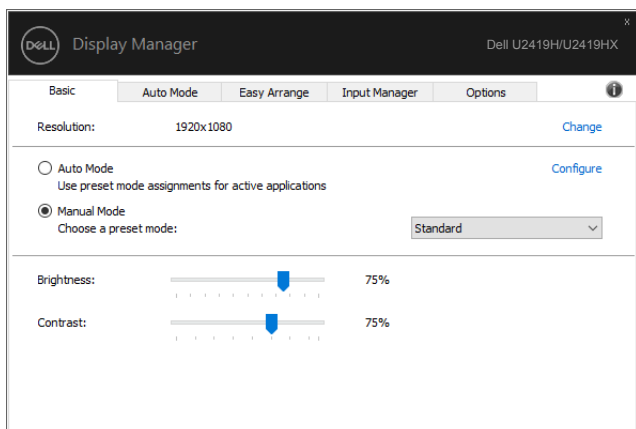 x
DELL Display Manager Dell U2419H/U2419HX
Basic Auto Mode Easy Arrange Input Manager Options i
Resolution: 1920x1080 Change
Auto Mode Configure
Use preset mode assignments for active applications
Manual Mode
Choose a preset mode: Standard
Brightness: 75%
Contrast: 75%